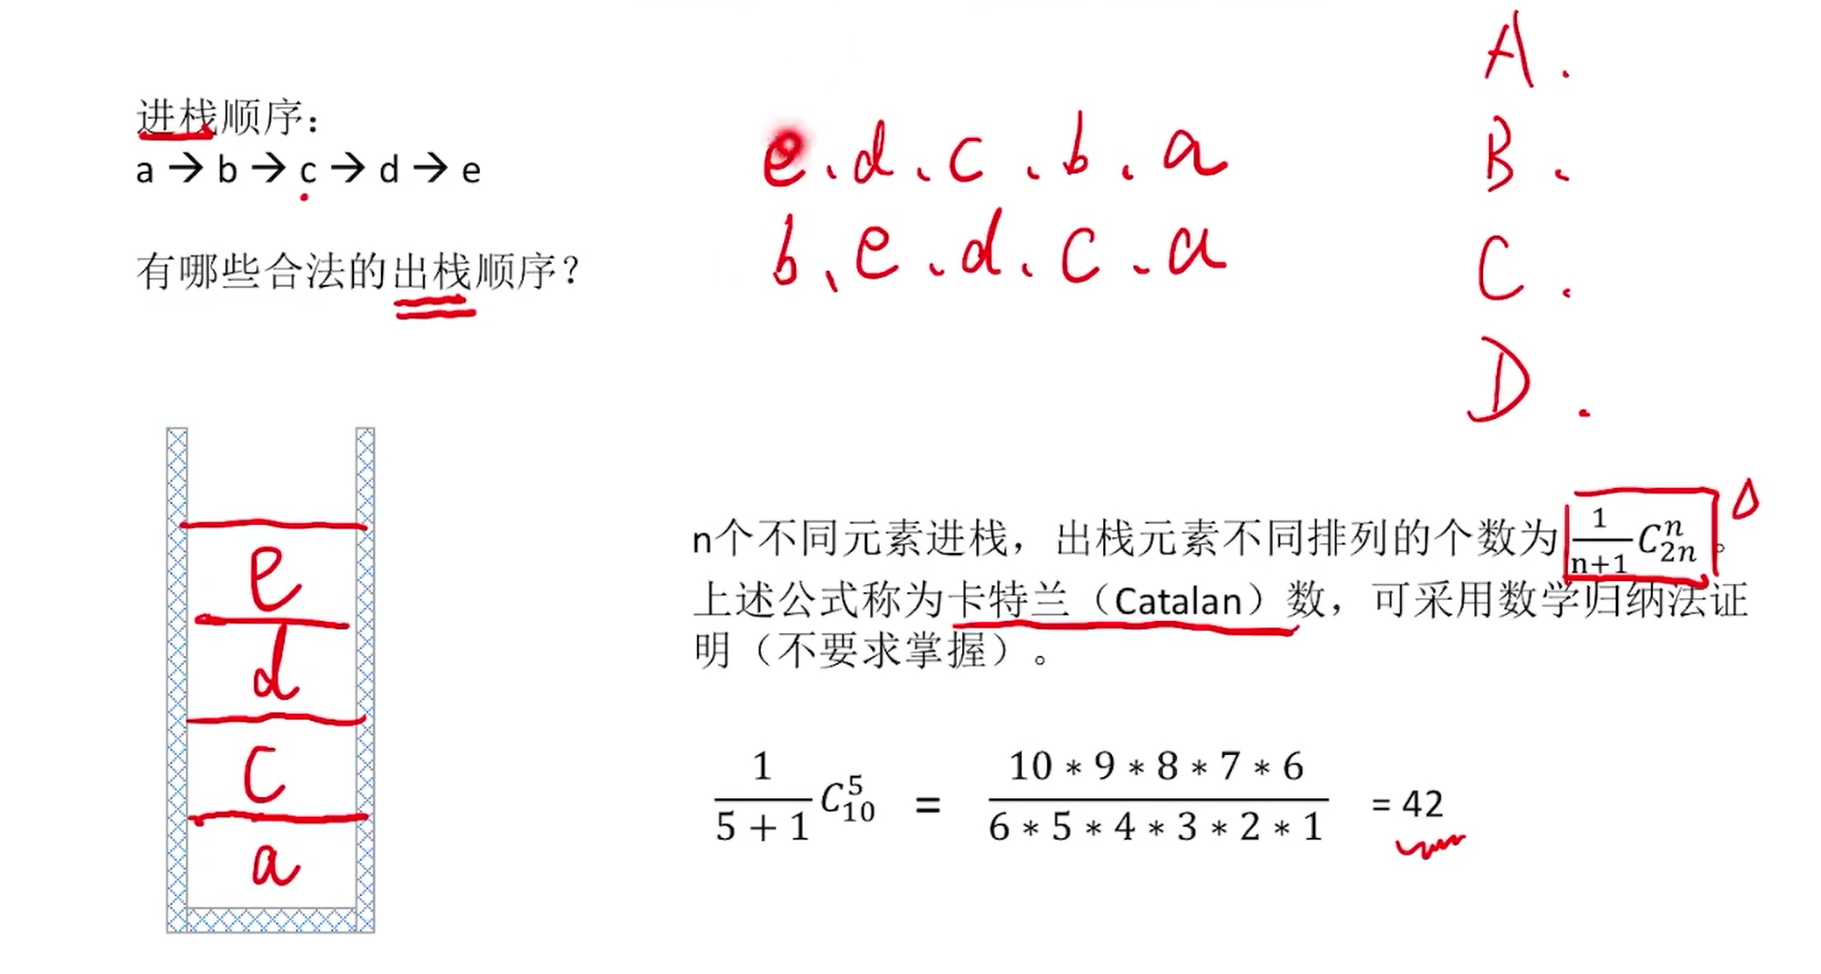 进栈顺序:
a → b → c → d → e
有哪些合法的出栈顺序?
e、d、c、b、a
b、e、d、c、a
A.
B.
C.
D.
e
d
c
a
n个不同元素进栈，出栈元素不同排列的个数为 \frac{1}{n+1}C_{2n}^{n}。
上述公式称为卡特兰（Catalan）数，可采用数学归纳法证
明（不要求掌握）。
\frac{1}{5+1}C_{10}^{5} = \frac{10*9*8*7*6}{6*5*4*3*2*1} = 42